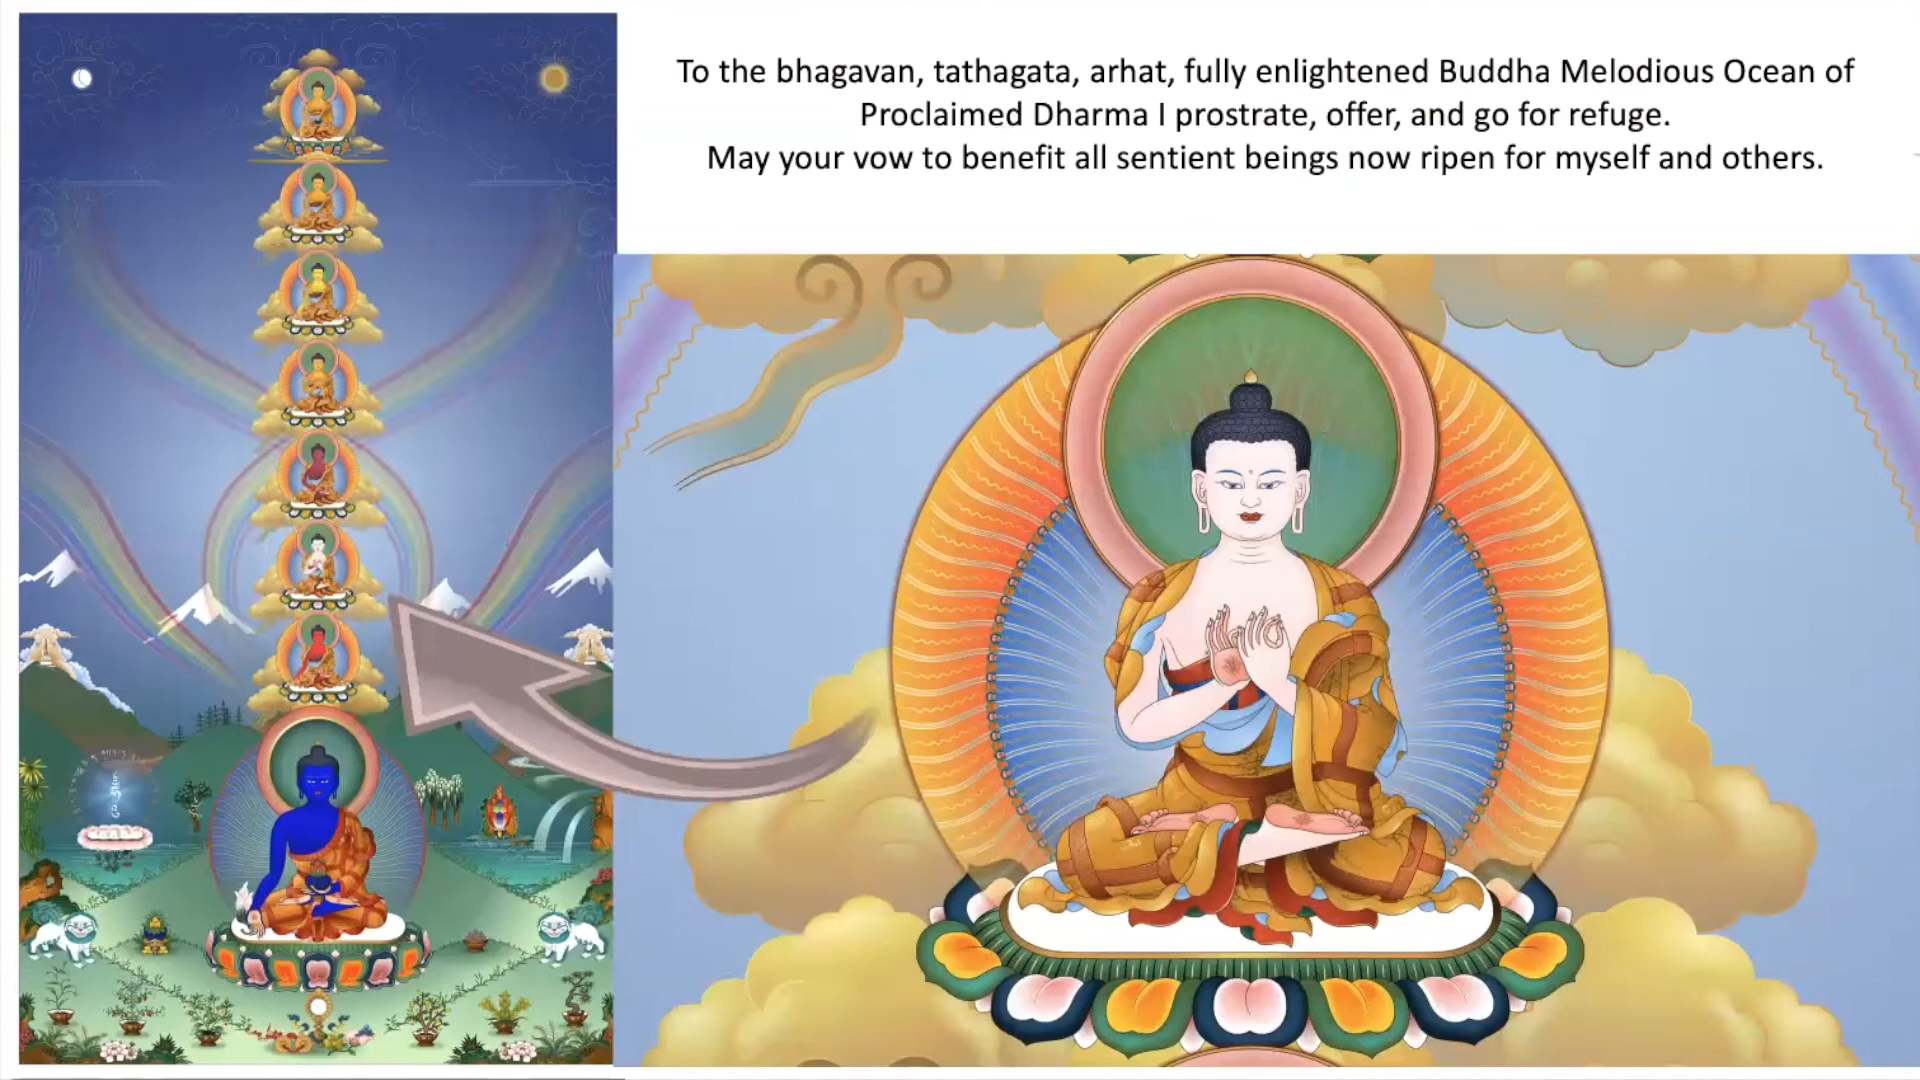 To the bhagavan, tathagata, arhat, fully enlightened Buddha Melodious Ocean of
Proclaimed Dharma I prostrate, offer, and go for refuge.
May your vow to benefit all sentient beings now ripen for myself and others.